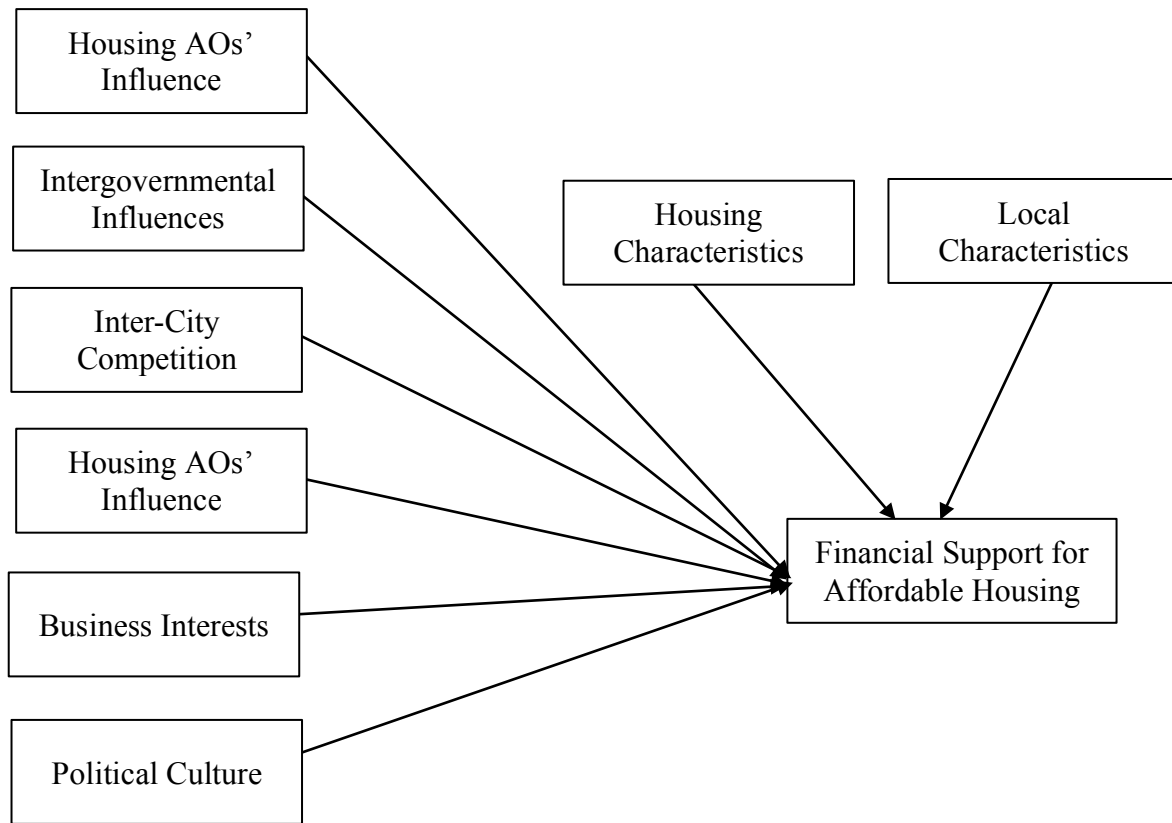 Housing AOs’
Influence
Intergovernmental
Influences
Inter-City
Competition
Housing AOs’
Influence
Business Interests
Political Culture
Housing
Characteristics
Local
Characteristics
Financial Support for
Affordable Housing